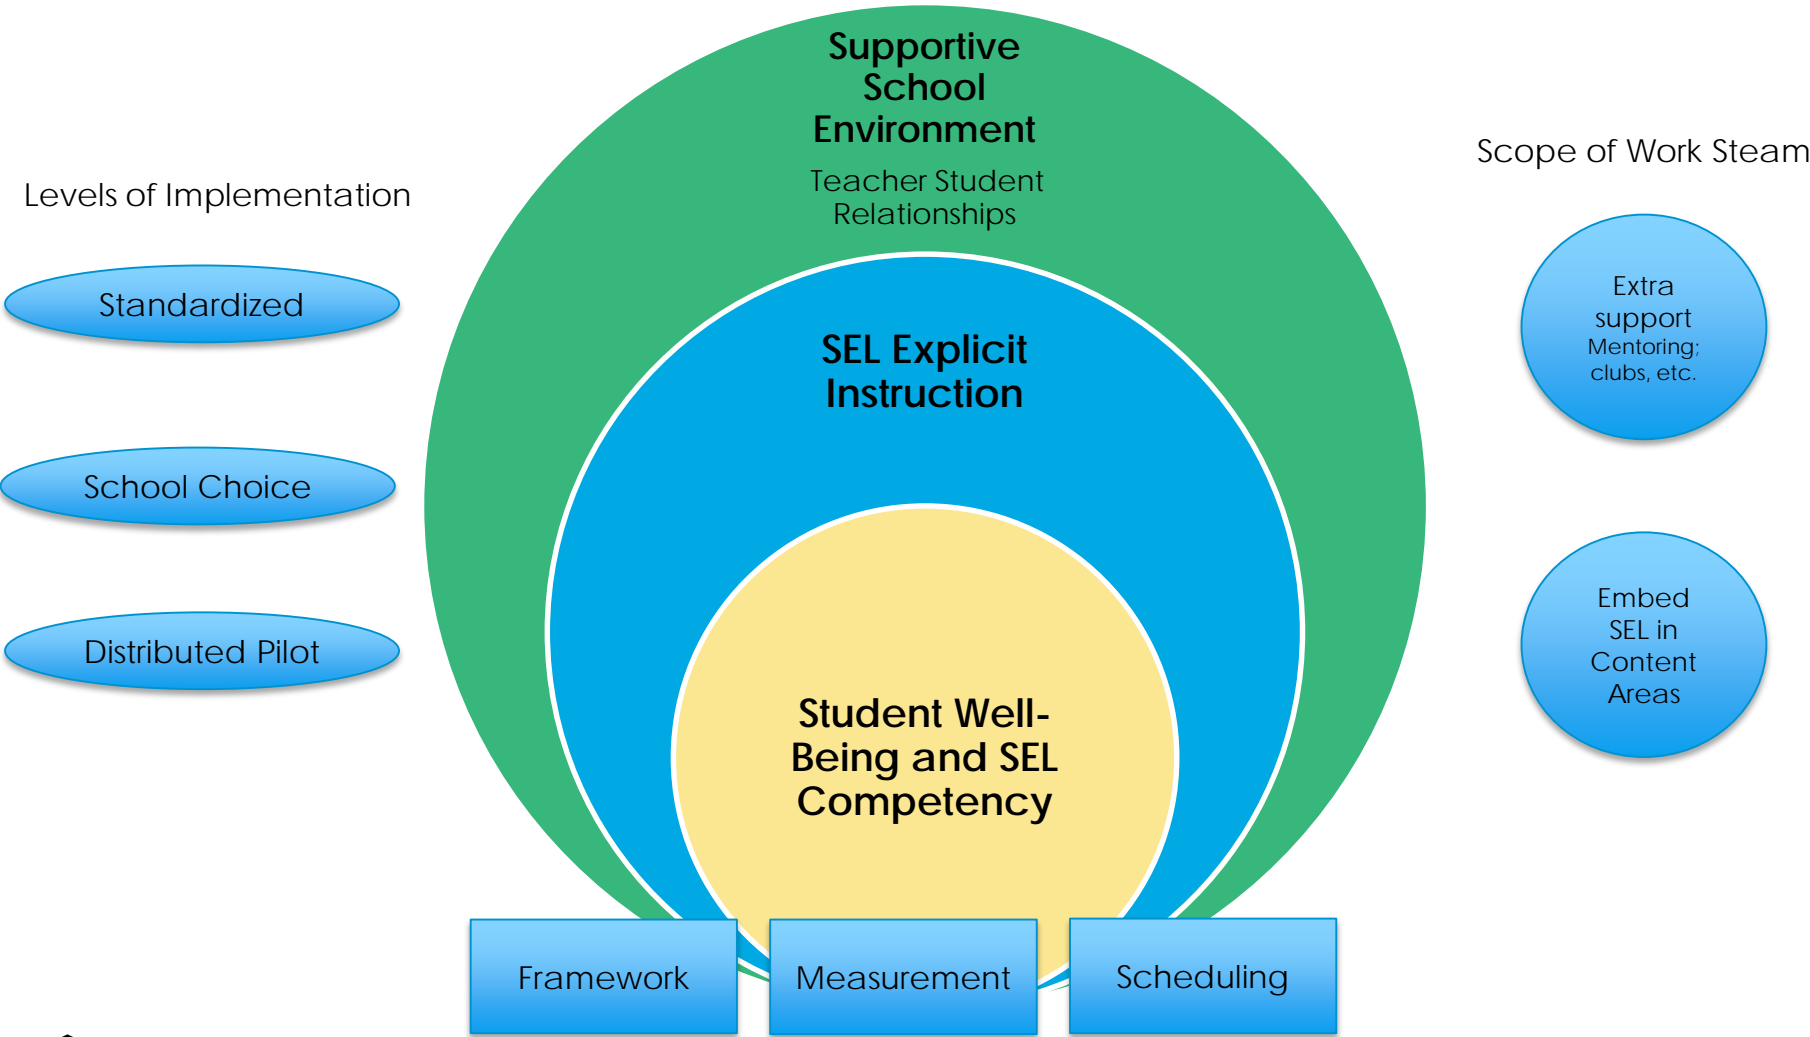 Supportive
School
Environment
Teacher Student
Relationships
Levels of Implementation
Standardized
School Choice
Distributed Pilot
SEL Explicit
Instruction
Student Well-
Being and SEL
Competency
Scope of Work Steam
Extra
support
Mentoring;
clubs, etc.
Embed
SEL in
Content
Areas
Framework
Measurement
Scheduling